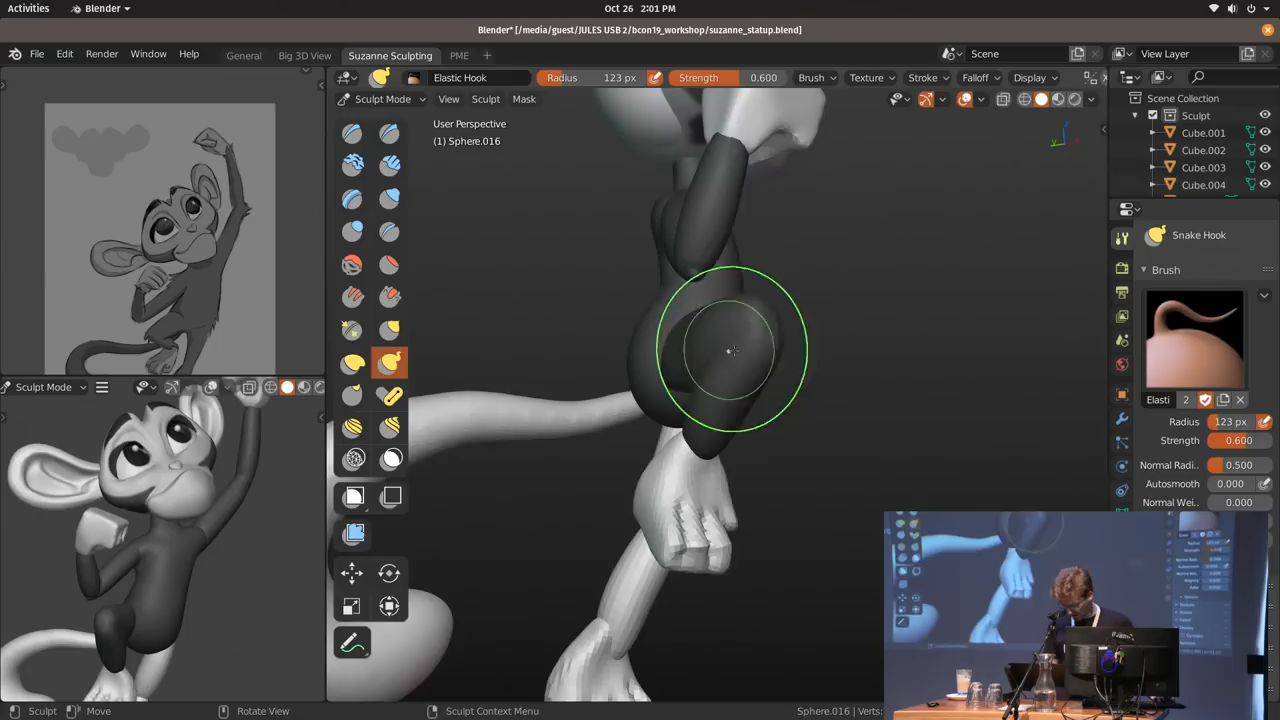 Activities
Blender
Oct 26 2:01 PM
Blender* [/media/guest/JULES USB 2/bcon19_workshop/suzanne_statup.blend]
File Edit Render Window Help
General Big 3D View Suzanne Sculpting PME +
Scene
View Layer
Elastic Hook
Radius 123 px
Strength 0.600
Brush Texture Stroke Falloff Display
Sculpt Mode View Sculpt Mask
User Perspective
(1) Sphere.016
Scene Collection
Sculpt
Cube.001
Cube.002
Cube.003
Cube.004
Snake Hook
Brush
Elasti 2
Radius 123 px
Strength 0.600
Normal Radi.. 0.500
Autosmooth 0.000
Normal Wei.. 0.000
Sculpt Mode
Sculpt
Move
Rotate View
Sculpt Context Menu
Sphere.016 | Verts: